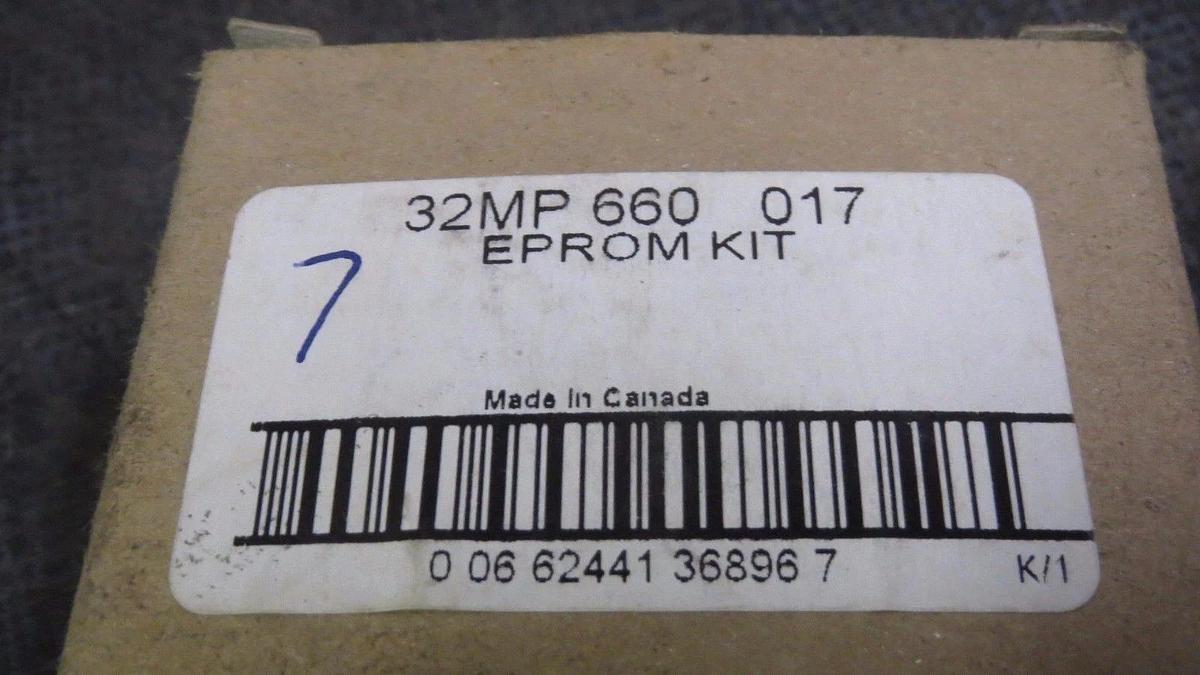 32MP 660 017
EPROM KIT
7
Made In Canada
0 06 62441 36896 7
K/1